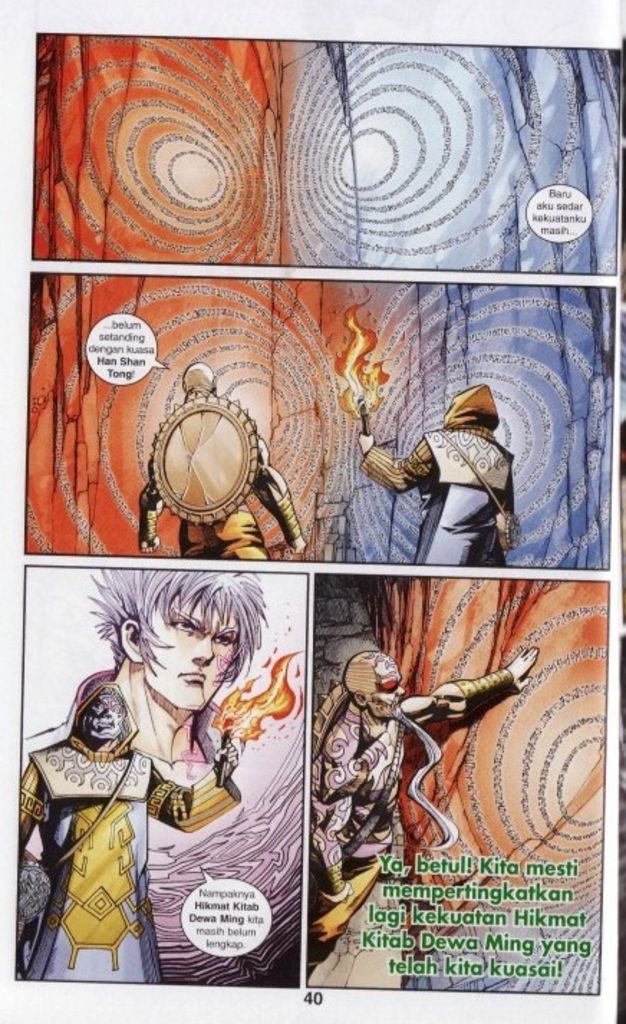 Baru
aku sedar
kekuatanku
masih...
...belum
setanding
dengan kuasa
Han Shan
Tong!
Nampaknya
Hikmat Kitab
Dewa Ming kita
masih belum
lengkap.
Ya, betul! Kita mesti
mempertingkatkan
lagi kekuatan Hikmat
Kitab Dewa Ming yang
telah kita kuasai!
40